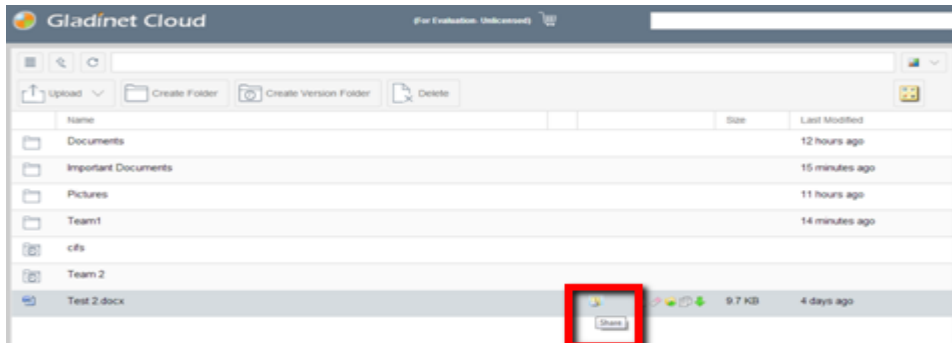 Gladinet Cloud (For Evaluation- Unlicensed)
Upload Create Folder Create Version Folder Delete
Name Size Last Modified
Documents 12 hours ago
Important Documents 15 minutes ago
Pictures 11 hours ago
Team1 14 minutes ago
cifs
Team 2
Test 2.docx 9.7 KB 4 days ago
Share